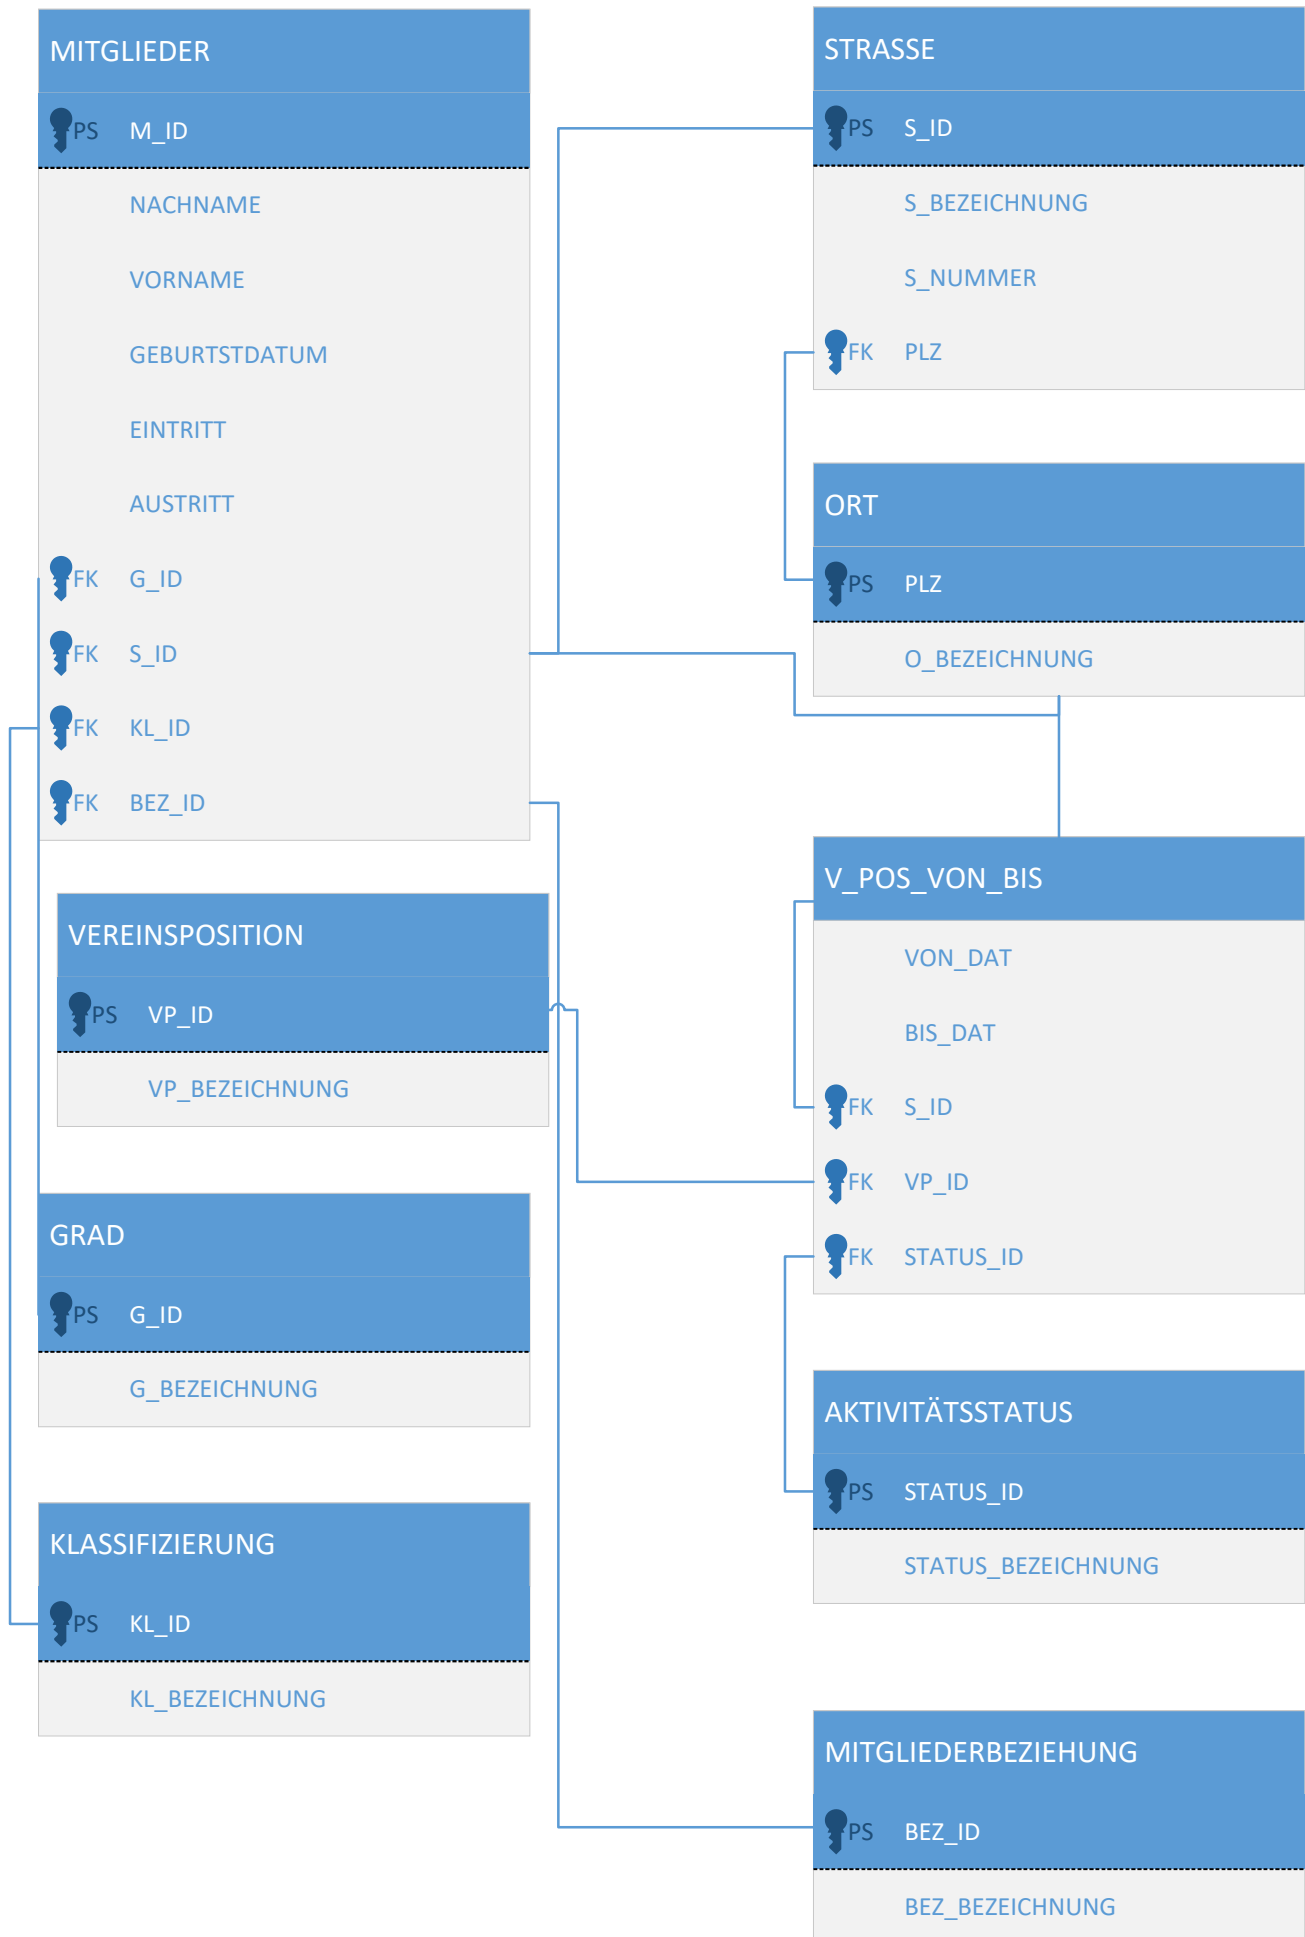 MITGLIEDER
PS M_ID
NACHNAME
VORNAME
GEBURTSTDATUM
EINTRITT
AUSTRITT
FK G_ID
FK S_ID
FK KL_ID
FK BEZ_ID
VEREINSPOSITION
PS VP_ID
VP_BEZEICHNUNG
GRAD
PS G_ID
G_BEZEICHNUNG
KLASSIFIZIERUNG
PS KL_ID
KL_BEZEICHNUNG
STRASSE
PS S_ID
S_BEZEICHNUNG
S_NUMMER
FK PLZ
ORT
PS PLZ
O_BEZEICHNUNG
V_POS_VON_BIS
VON_DAT
BIS_DAT
FK S_ID
FK VP_ID
FK STATUS_ID
AKTIVITÄTSSTATUS
PS STATUS_ID
STATUS_BEZEICHNUNG
MITGLIEDERBEZIEHUNG
PS BEZ_ID
BEZ_BEZEICHNUNG